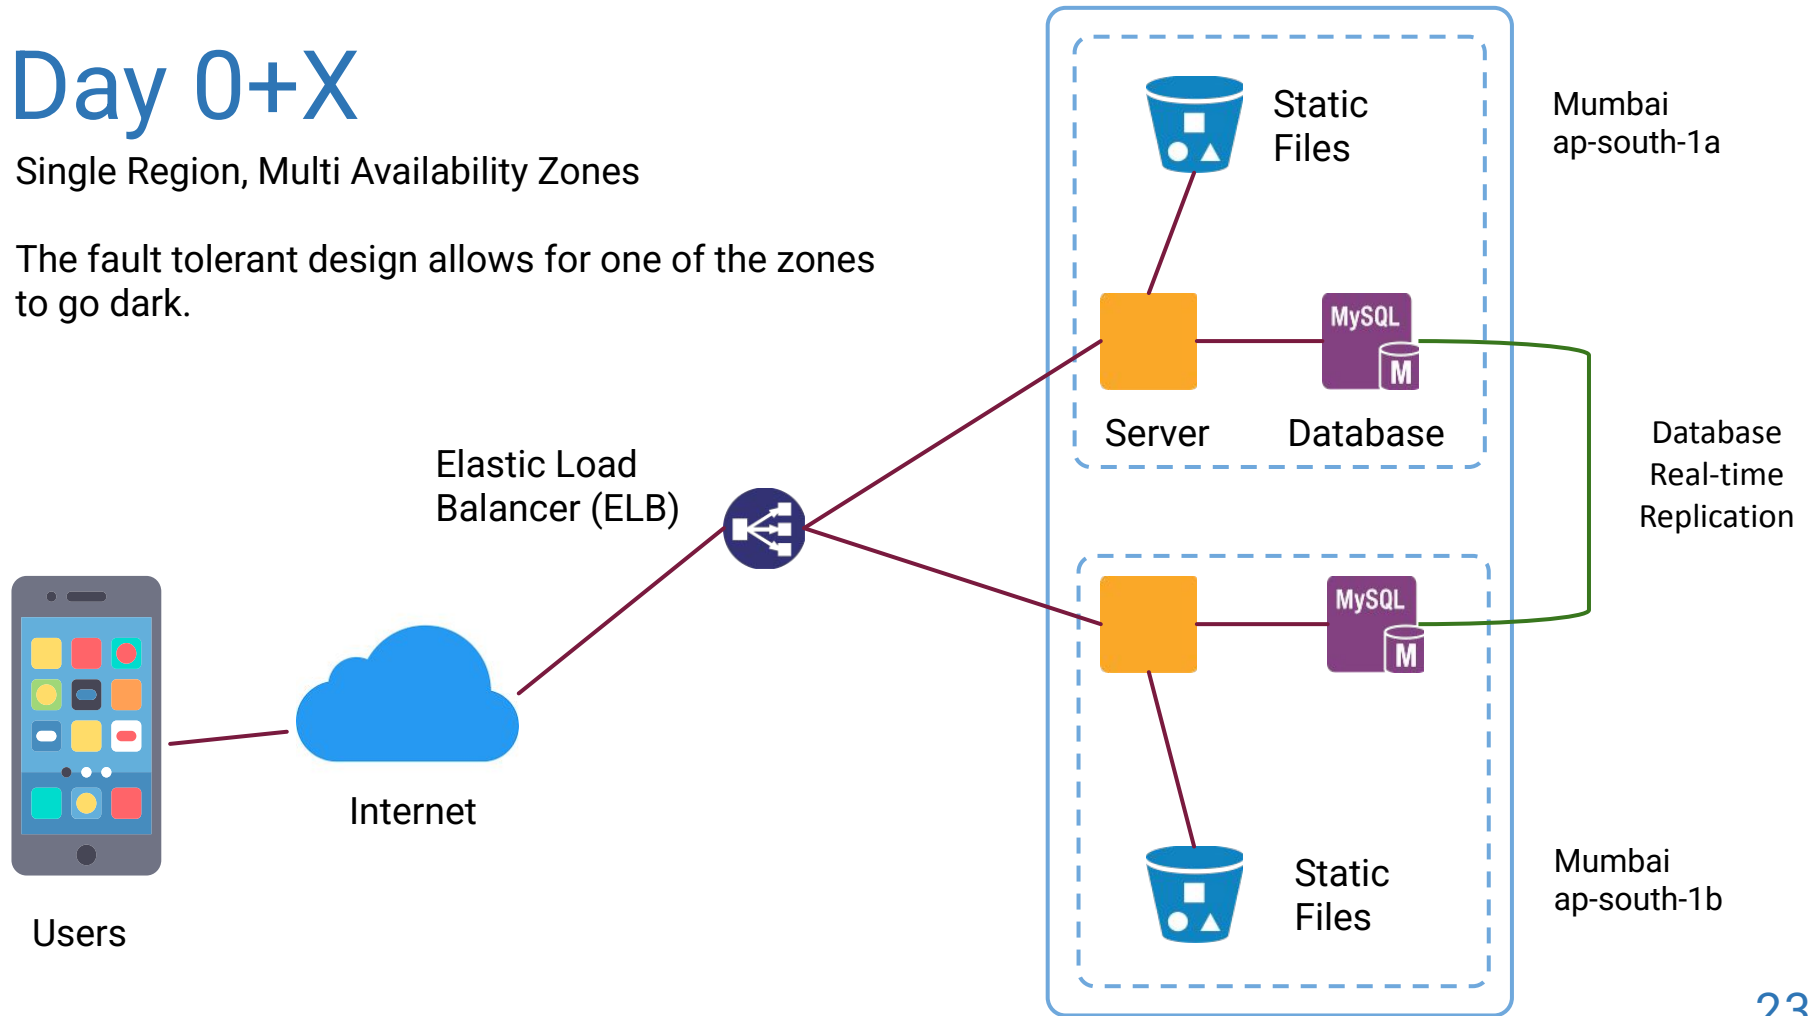 Day 0+X
Single Region, Multi Availability Zones
The fault tolerant design allows for one of the zones
to go dark.
Static
Files
Mumbai
ap-south-1a
MySQL
M
Server
Database
Elastic Load
Balancer (ELB)
Database
Real-time
Replication
MySQL
M
Internet
Users
Static
Files
Mumbai
ap-south-1b
23